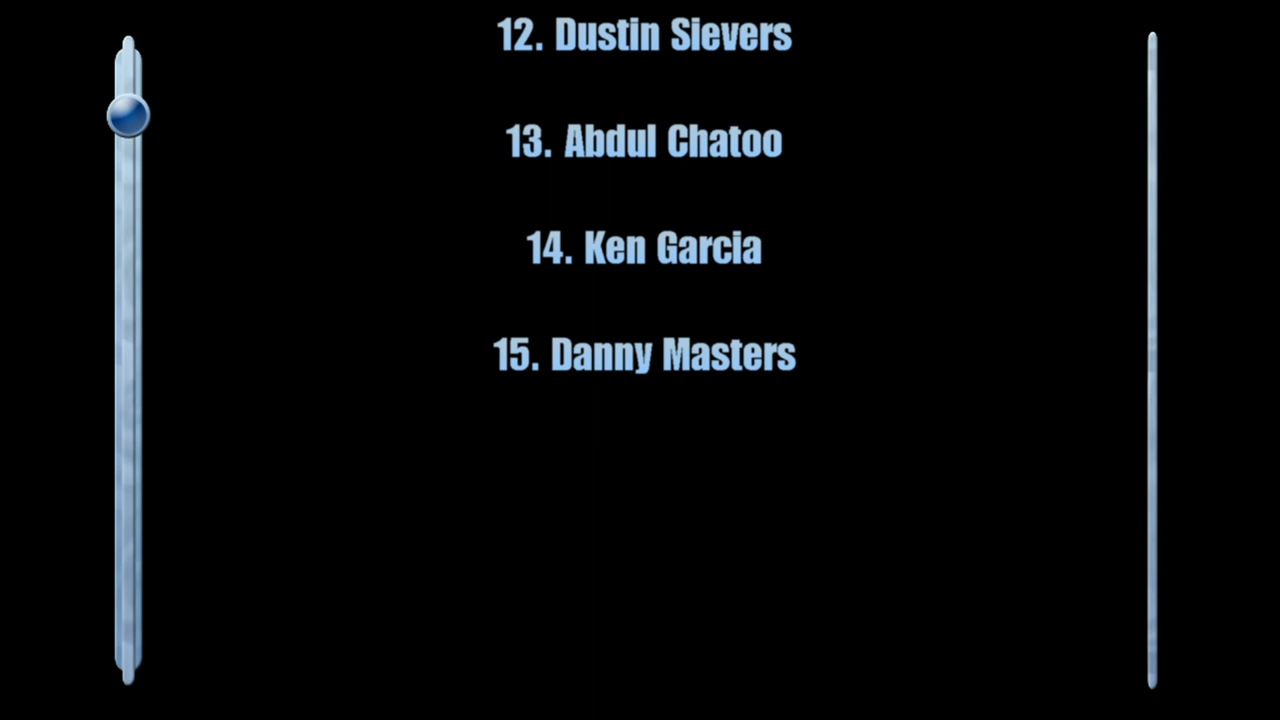 12. Dustin Sievers
13. Abdul Chatoo
14. Ken Garcia
15. Danny Masters